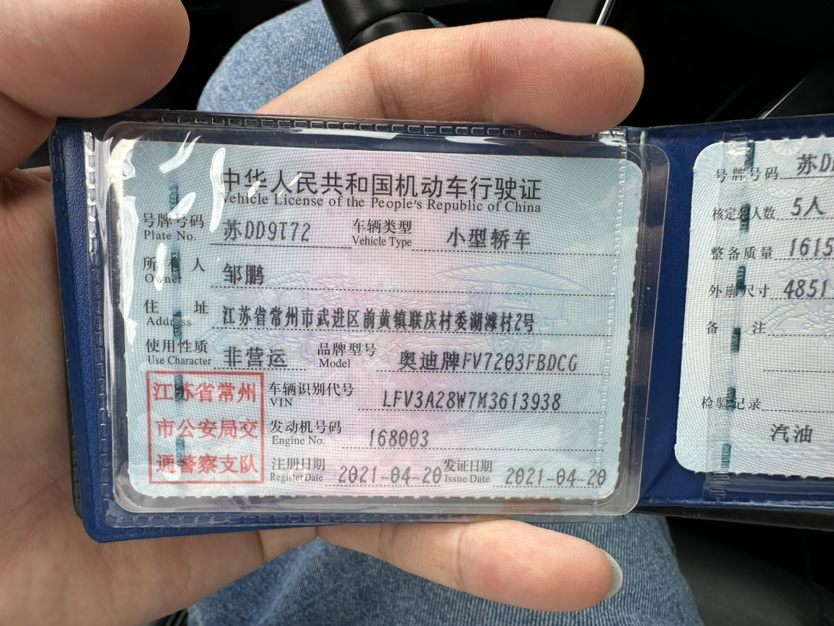 中华人民共和国机动车行驶证
Vehicle License of the People's Republic of China
号牌号码 苏DD9T72 车辆类型 小型轿车
Plate No. Vehicle Type
所有人 邹鹏
Owner
住址 江苏省常州市武进区前黄镇联庆村委湖滩村2号
Address
使用性质 非营运 品牌型号 奥迪牌FV7203FBDCG
Use Character Model
江苏省常州
市公安局交
通警察支队
车辆识别代号 LFV3A28W7M3613938
VIN
发动机号码 168003
Engine No.
注册日期 2021-04-20 发证日期 2021-04-20
Register Date Issue Date
号牌号码 苏D
核定载人数 5人
整备质量 1615
外廓尺寸 4851
备注
检验记录
汽油